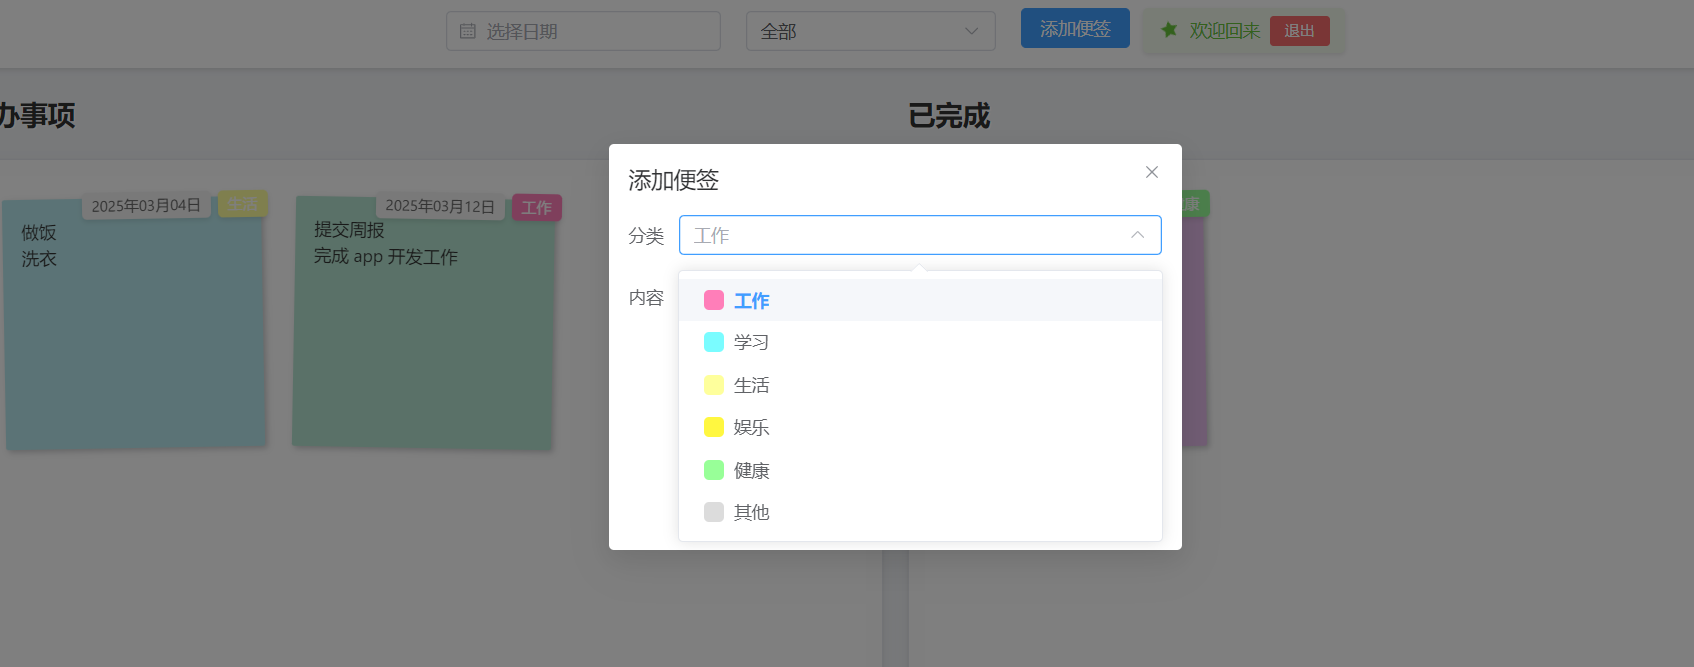 选择日期
全部
添加便签
欢迎回来
退出
办事项
已完成
2025年03月04日
生活
做饭
洗衣
2025年03月12日
工作
提交周报
完成 app 开发工作
康
添加便签
分类
工作
内容
工作
学习
生活
娱乐
健康
其他